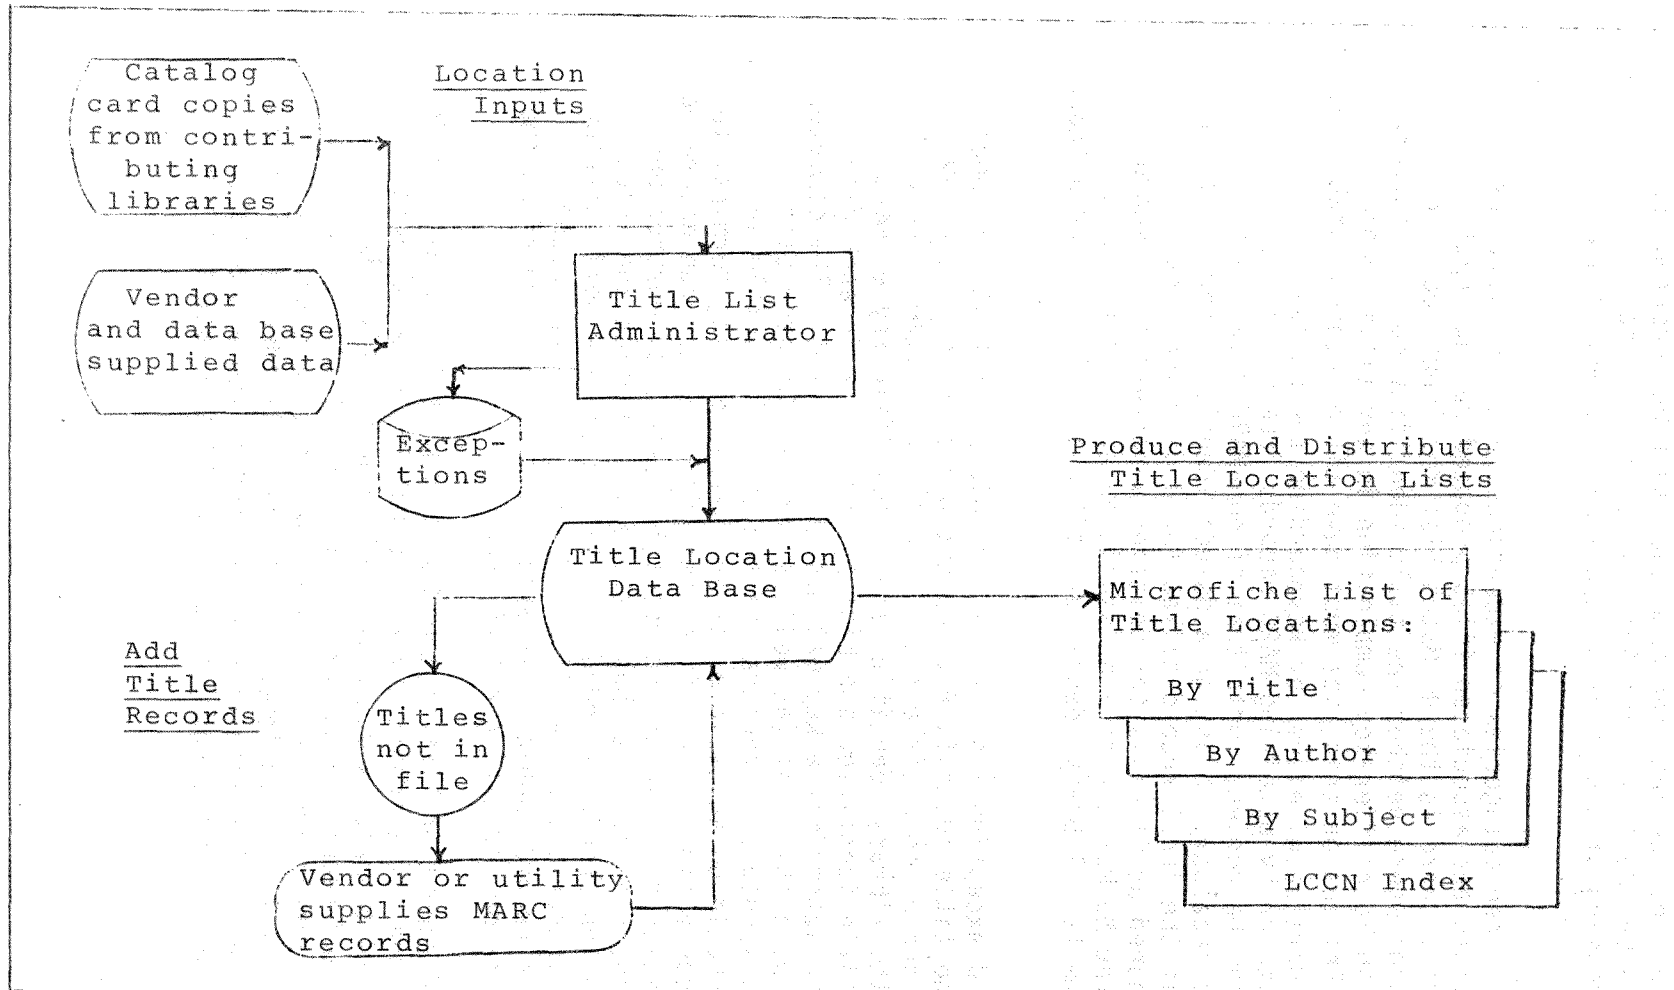 Catalog
card copies
from contri-
buting
libraries
Location
Inputs
Vendor
and data base
supplied data
Title List
Administrator
Excep-
tions
Produce and Distribute
Title Location Lists
Title Location
Data Base
Microfiche List of
Title Locations:
By Title
By Author
By Subject
LCCN Index
Add
Title
Records
Titles
not in
file
Vendor or utility
supplies MARC
records